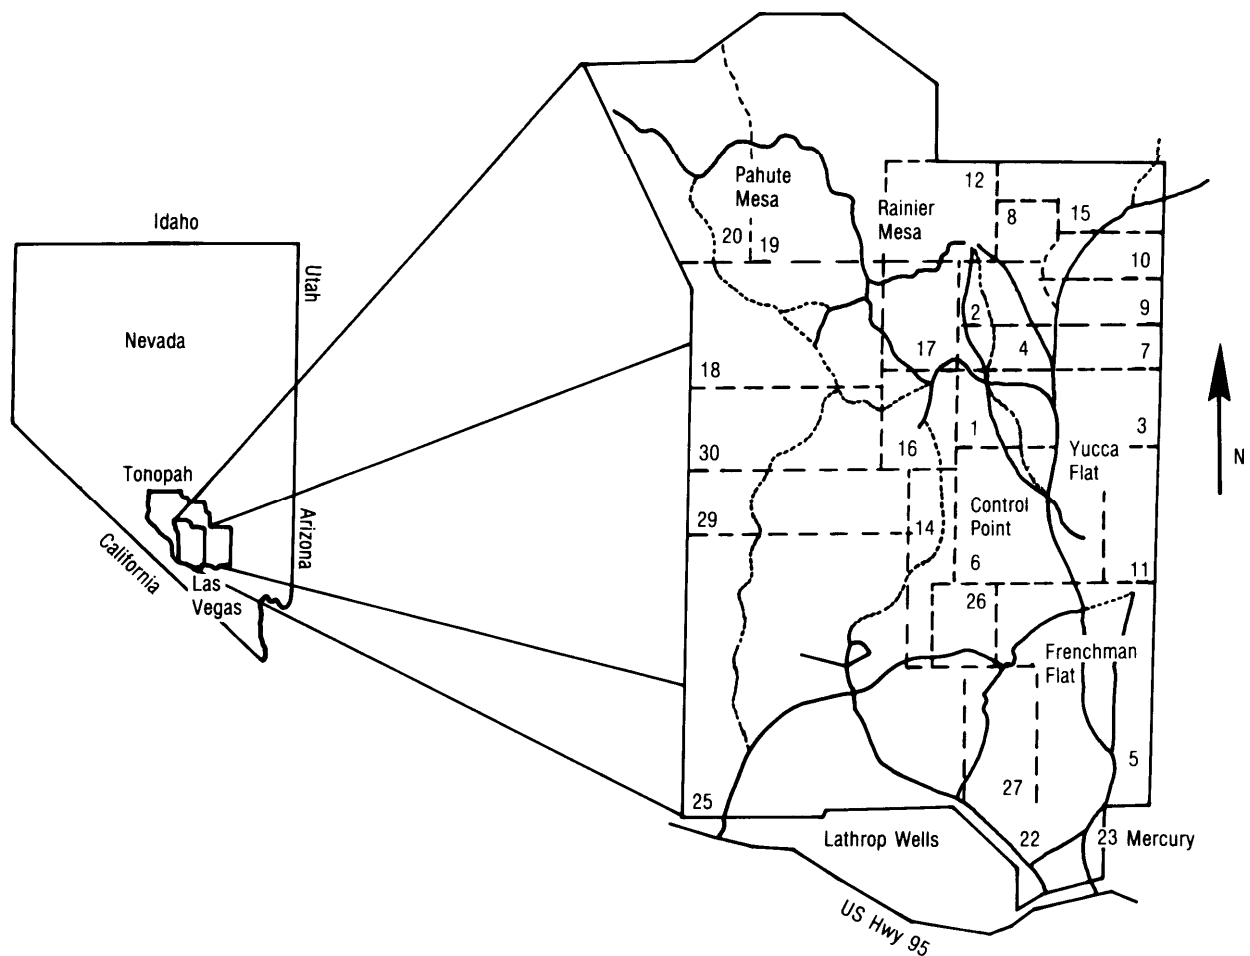 Idaho
Utah
Nevada
Tonopah
California
Las
Vegas
Arizona
Pahute
Mesa
20
19
Rainier
Mesa
12
8
15
10
9
2
4
7
17
18
1
3
16
Yucca
Flat
30
29
14
Control
Point
6
11
26
Frenchman
Flat
5
27
25
22
23 Mercury
Lathrop Wells
US Hwy 95
N